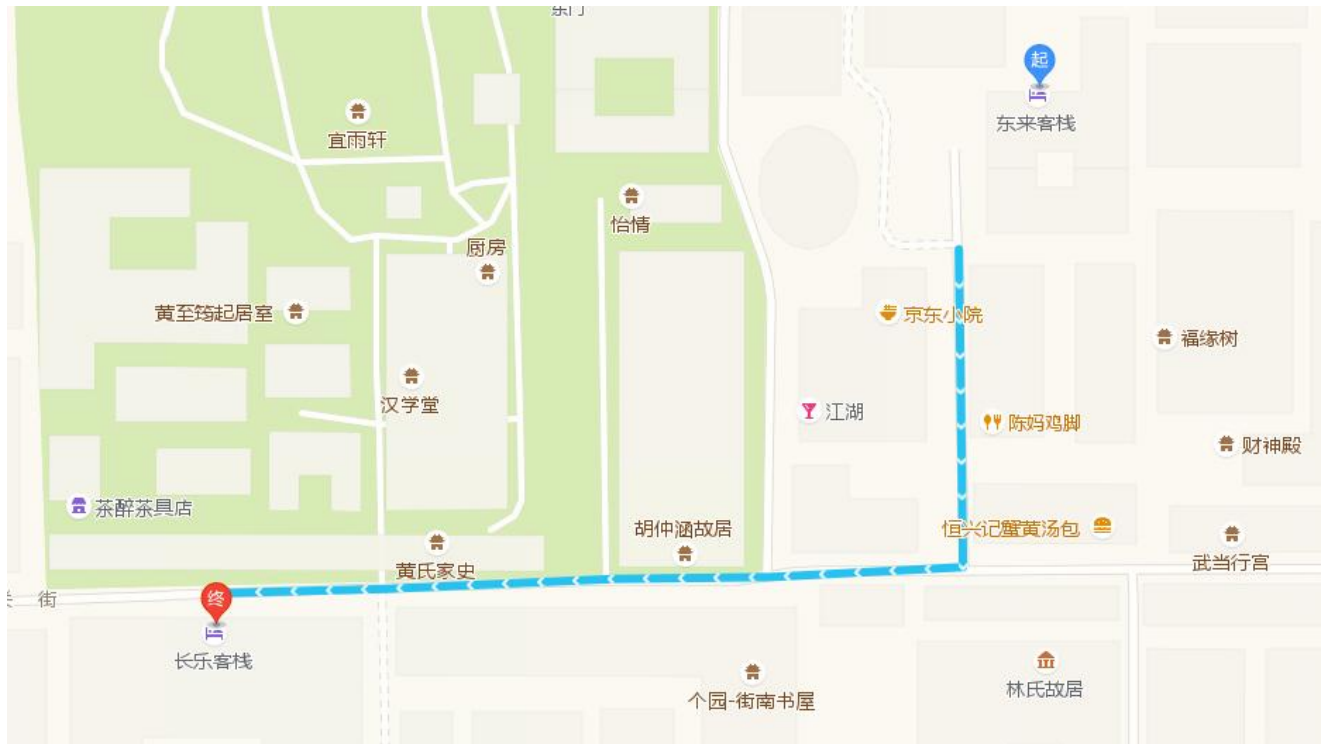 东门
起
东来客栈
宜雨轩
怡情
厨房
黄至筠起居室
京东小院
福缘树
汉学堂
江湖
陈妈鸡脚
财神殿
茶醉茶具店
胡仲涵故居
恒兴记蟹黄汤包
黄氏家史
武当行宫
街
终
长乐客栈
个园-街南书屋
林氏故居